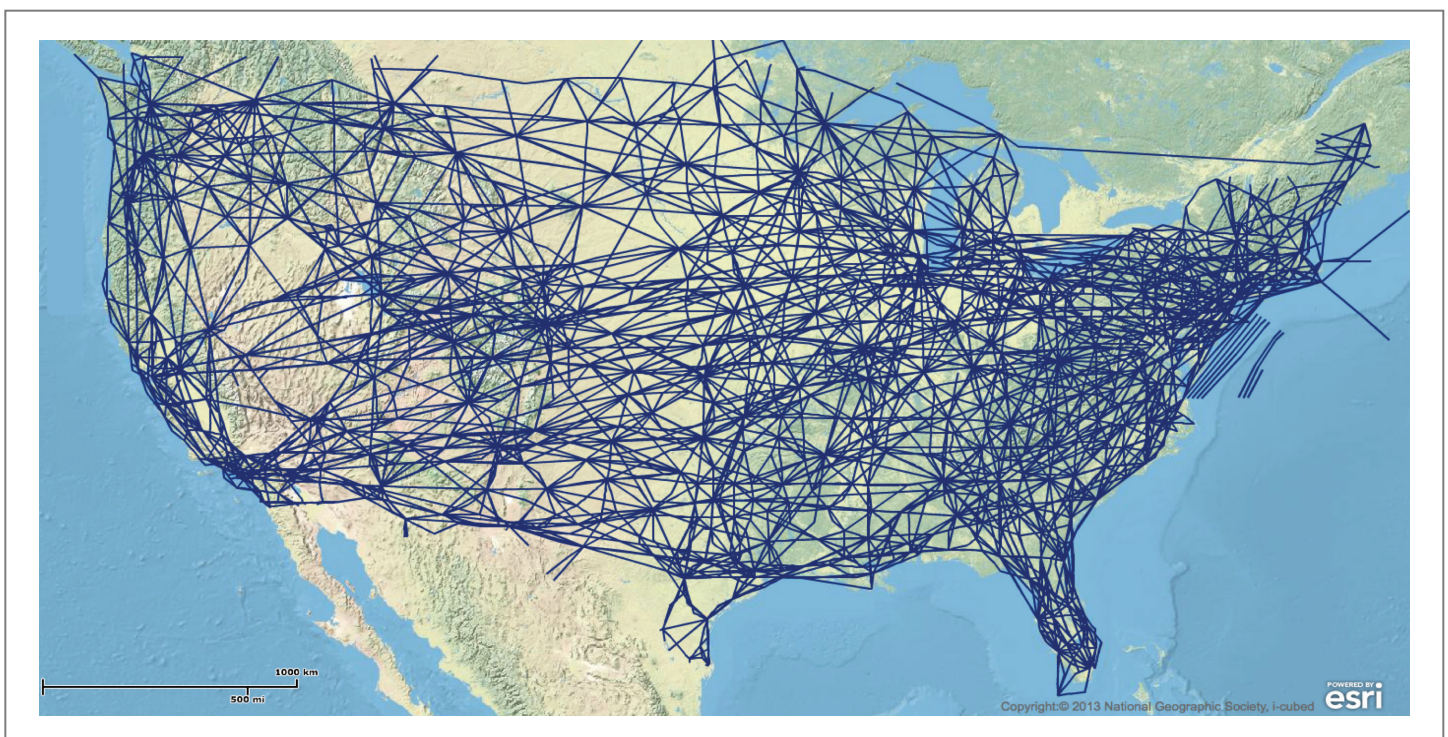 1000 km
500 mi
POWERED BY
esri
Copyright:© 2013 National Geographic Society, i-cubed